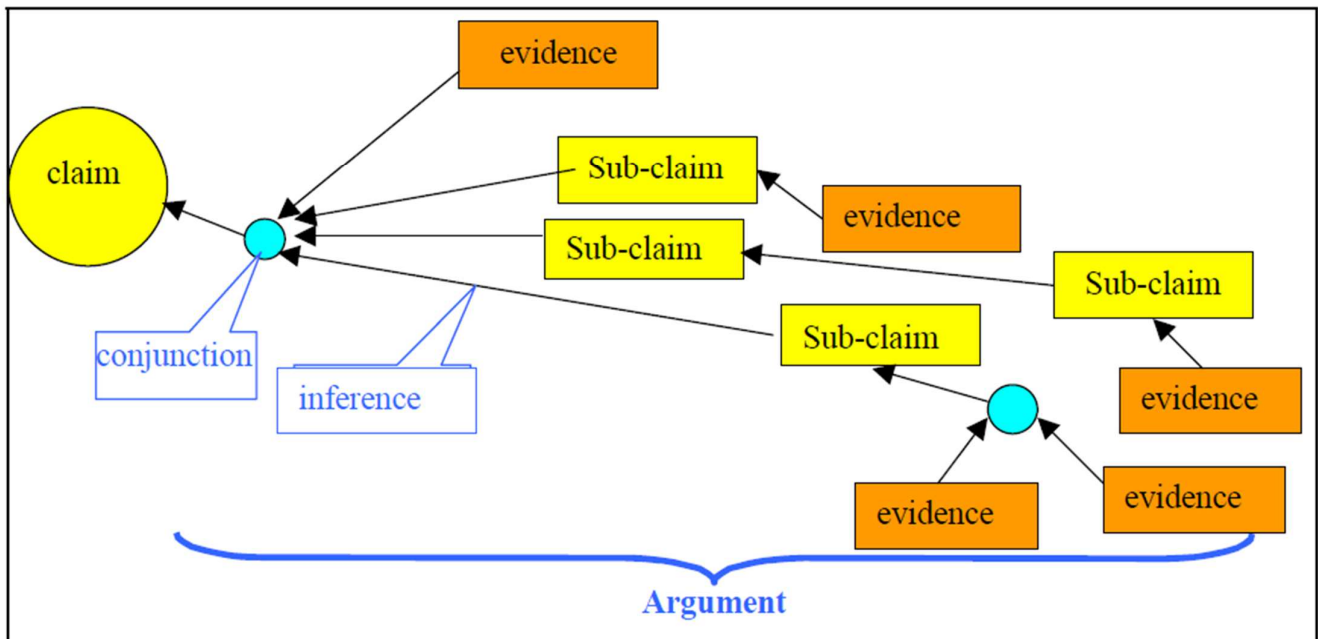 evidence
claim
Sub-claim
evidence
Sub-claim
Sub-claim
Sub-claim
conjunction
inference
evidence
evidence
evidence
Argument